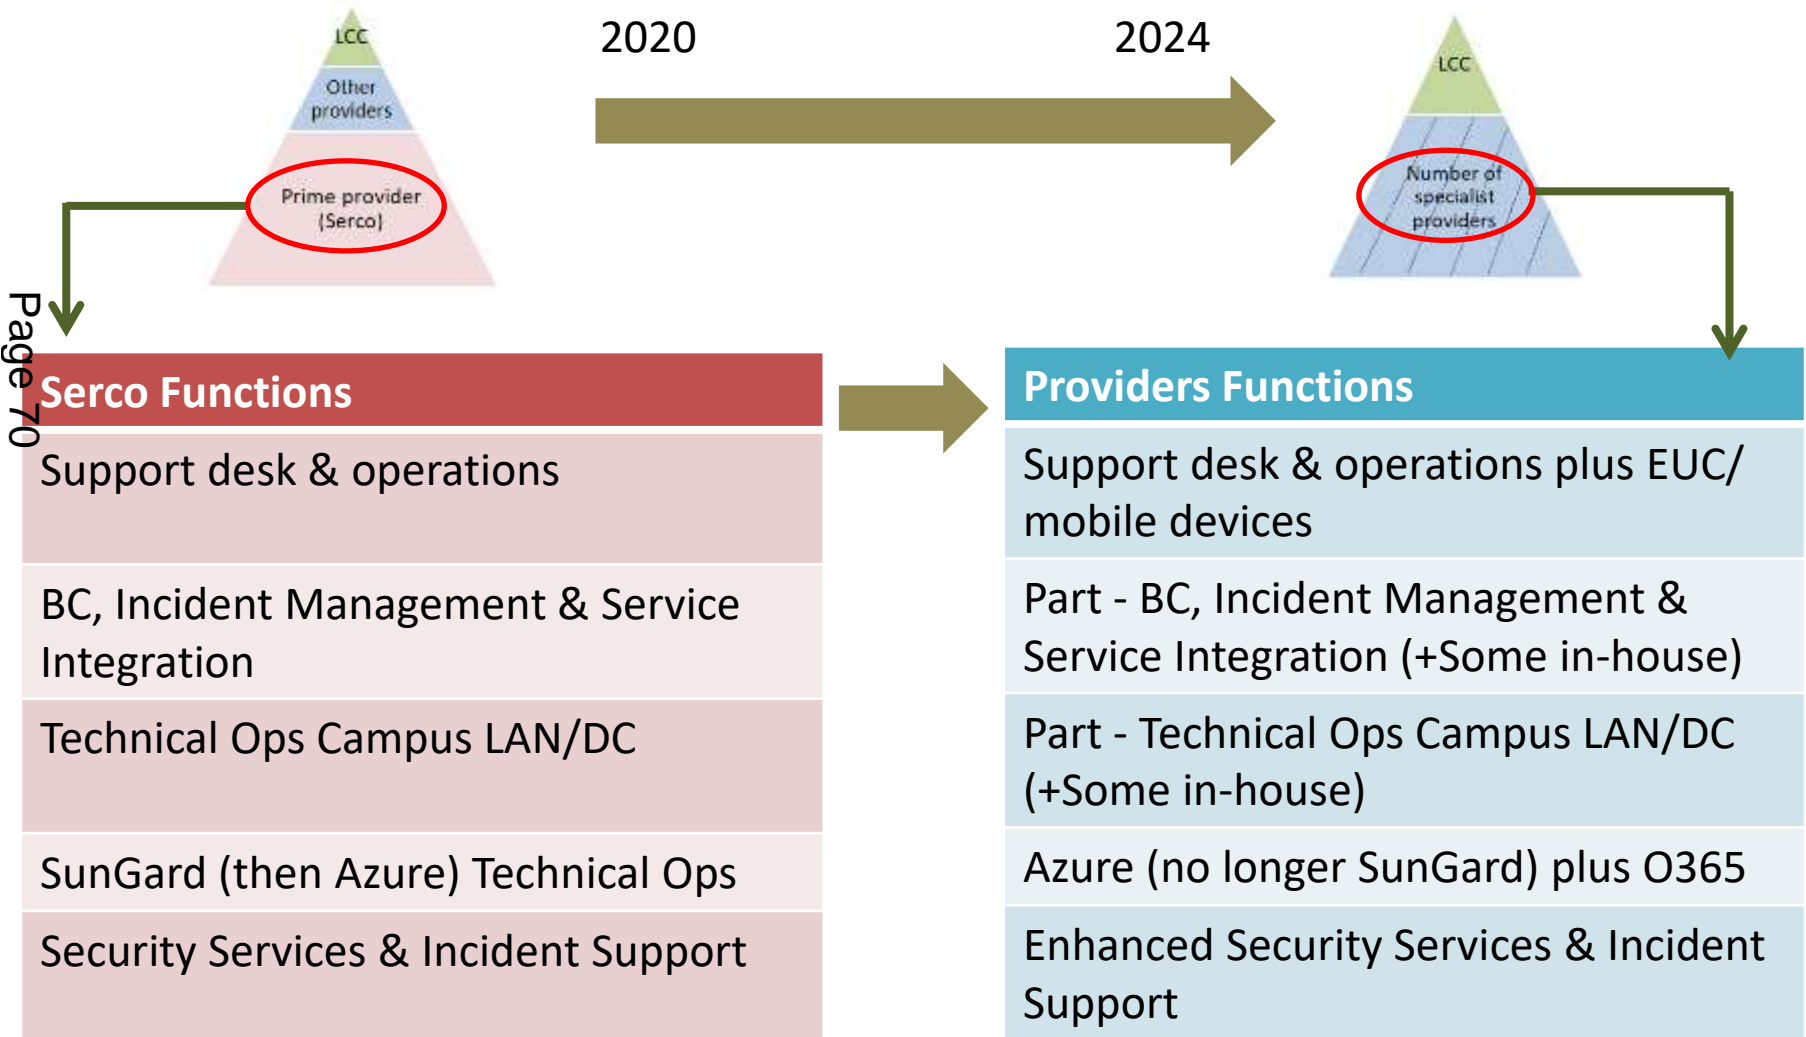 LCC
Other
providers
Prime provider
(Serco)
2020
2024
LCC
Number of
specialist
providers
Page 70
Serco Functions
Support desk & operations
BC, Incident Management & Service
Integration
Technical Ops Campus LAN/DC
SunGard (then Azure) Technical Ops
Security Services & Incident Support
Providers Functions
Support desk & operations plus EUC/
mobile devices
Part - BC, Incident Management &
Service Integration (+Some in-house)
Part - Technical Ops Campus LAN/DC
(+Some in-house)
Azure (no longer SunGard) plus O365
Enhanced Security Services & Incident
Support